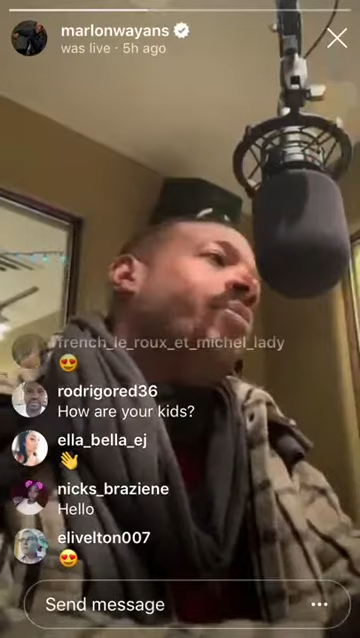 marlonwayans
was live · 5h ago
french_le_roux_et_michel_lady
😍
rodrigored36
How are your kids?
ella_bella_ej
👋
nicks_braziene
Hello
elivelton007
😍
Send message